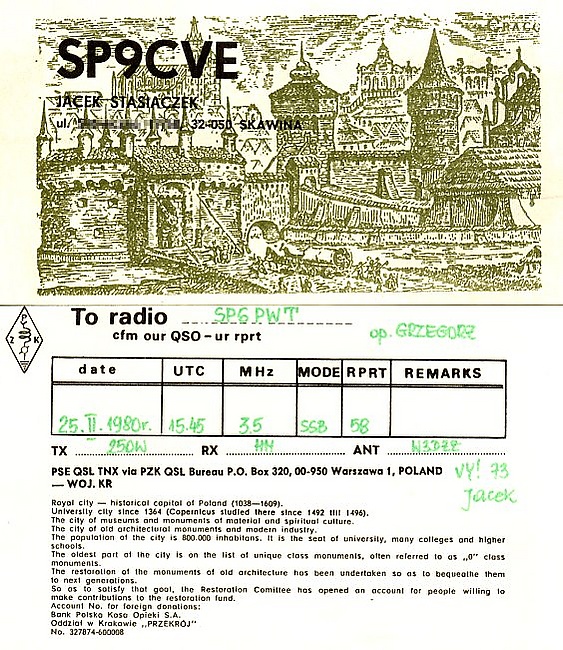 CRAC
SP9CVE
JACEK STASIACZEK
ul/ 32-050 SKAWINA
P Z K
To radio SP6PWT
op. GRZEGORZ
cfm our QSO – ur rprt
date UTC MHz MODE RPRT REMARKS
25.II.1980r. 15.45 3,5 SSB 58
TX 250W RX ANT W3DZZ
PSE QSL TNX via PZK QSL Bureau P.O. Box 320, 00-950 Warszawa 1, POLAND
— WOJ. KR
VY! 73
Jacek
Royal city — historical capital of Poland (1038—1609).
University city since 1364 (Copernicus studied there since 1492 till 1496).
The city of museums and monuments of material and spiritual culture.
The city of old architectural monuments and modern industry.
The population of the city is 800.000 inhabitans. It is the seat of university, many colleges and higher
schools.
The oldest part of the city is on the list of unique class monuments, often referred to as „0" class
monuments.
The restoration of the monuments of old architecture has been undertaken so as to bequeathe them
to next generations.
So as to satisfy that goal, the Restoration Comittee has opened an account for people willing to
make contributions to the restoration fund.
Account No. for foreign donations:
Bank Polska Kasa Opieki S.A.
Oddział w Krakowie „PRZEKRÓJ"
No. 327874-600008